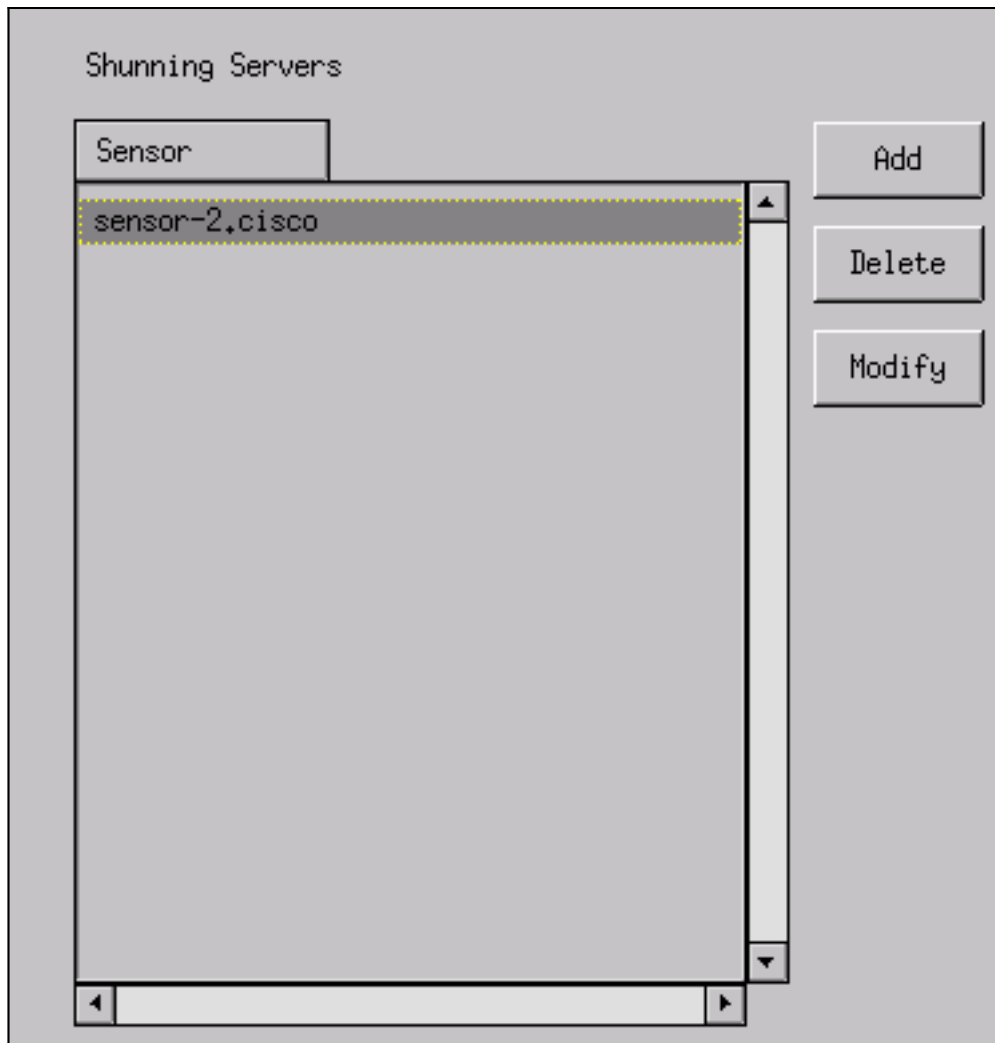 Shunning Servers
Sensor
sensor-2.cisco
Add
Delete
Modify